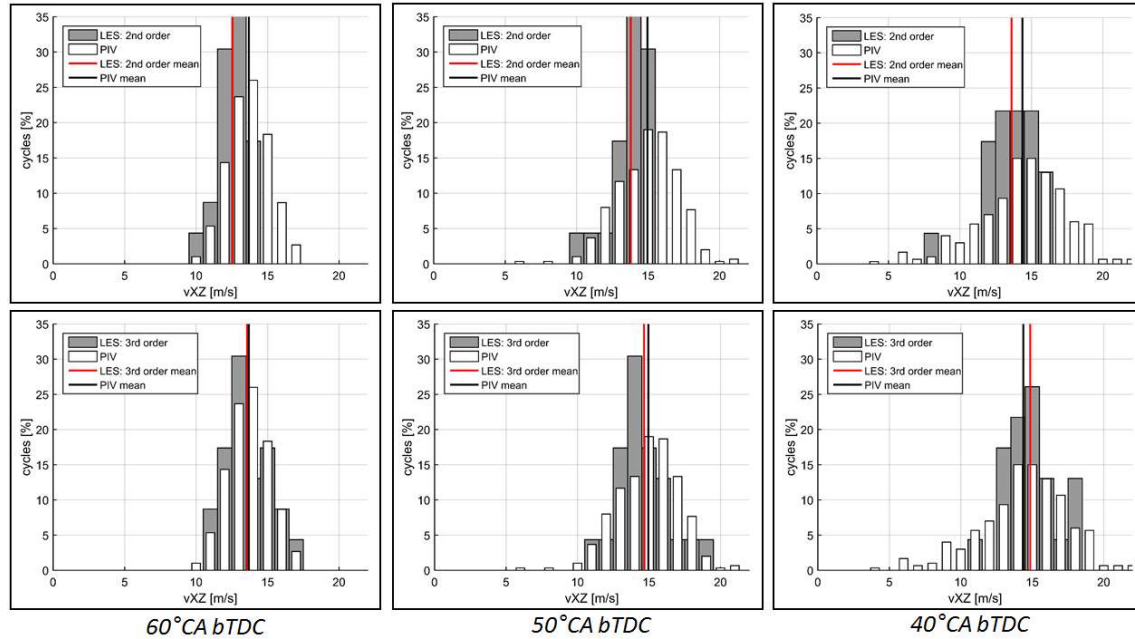 35
30
25
20
15
10
5
0
cycles [%]
LES: 2nd order
PIV
LES: 2nd order mean
PIV mean
0 5 10 15 20
vXZ [m/s]
35
30
25
20
15
10
5
0
cycles [%]
LES: 2nd order
PIV
LES: 2nd order mean
PIV mean
0 5 10 15 20
vXZ [m/s]
35
30
25
20
15
10
5
0
cycles [%]
LES: 2nd order
PIV
LES: 2nd order mean
PIV mean
0 5 10 15 20
vXZ [m/s]
35
30
25
20
15
10
5
0
cycles [%]
LES: 3rd order
PIV
LES: 3rd order mean
PIV mean
0 5 10 15 20
vXZ [m/s]
35
30
25
20
15
10
5
0
cycles [%]
LES: 3rd order
PIV
LES: 3rd order mean
PIV mean
0 5 10 15 20
vXZ [m/s]
35
30
25
20
15
10
5
0
cycles [%]
LES: 3rd order
PIV
LES: 3rd order mean
PIV mean
0 5 10 15 20
vXZ [m/s]
60°CA bTDC
50°CA bTDC
40°CA bTDC